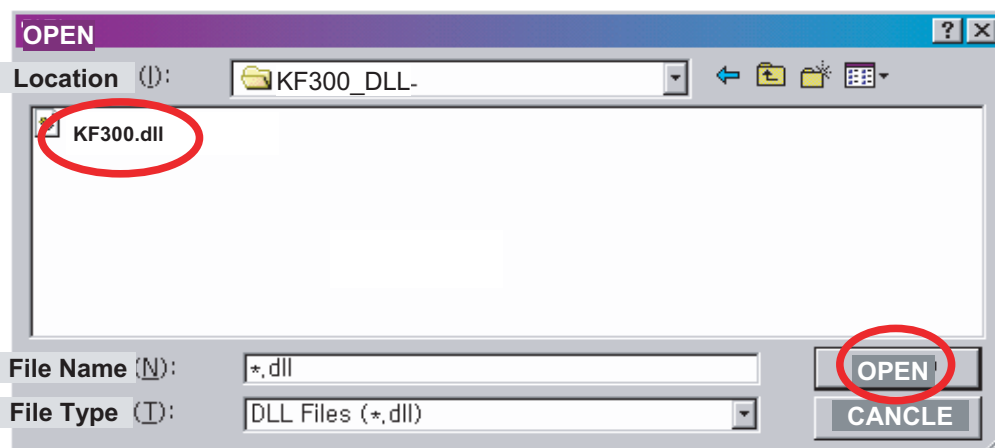 OPEN
Location (I):
KF300_DLL-
KF300.dll
File Name (N):
*,dll
OPEN
File Type (T):
DLL Files (*,dll)
CANCLE